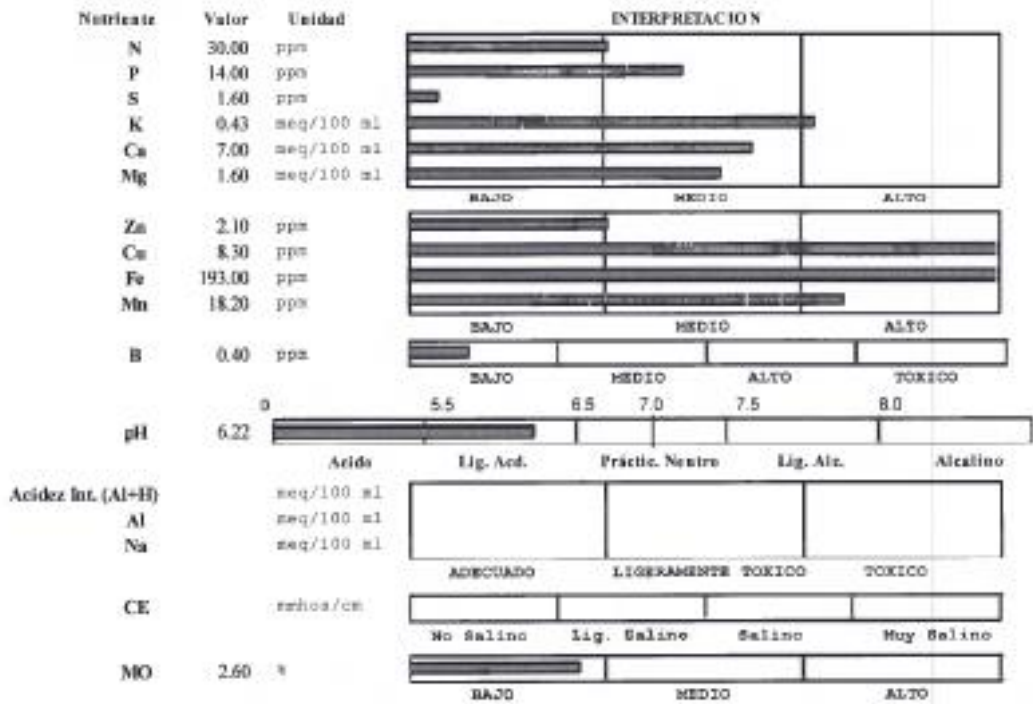 Nutriente Valor Unidad INTERPRETACION
N 30.00 ppm
P 14.00 ppm
S 1.60 ppm
K 0.43 meq/100 ml
Ca 7.00 meq/100 ml
Mg 1.60 meq/100 ml
BAJO MEDIO ALTO
Zn 2.10 ppm
Cu 8.30 ppm
Fe 193.00 ppm
Mn 18.20 ppm
BAJO MEDIO ALTO
B 0.40 ppm
BAJO MEDIO ALTO TOXICO
0 5.5 6.5 7.0 7.5 8.0
pH 6.22
Acido Lig. Acd. Práctic. Neutro Lig. Alc. Alcalino
Acidez Int. (Al+H) meq/100 ml
Al meq/100 ml
Na meq/100 ml
ADECUADO LIGERAMENTE TOXICO TOXICO
CE mmhos/cm
No Salino Lig. Salino Salino Muy Salino
MO 2.60 %
BAJO MEDIO ALTO